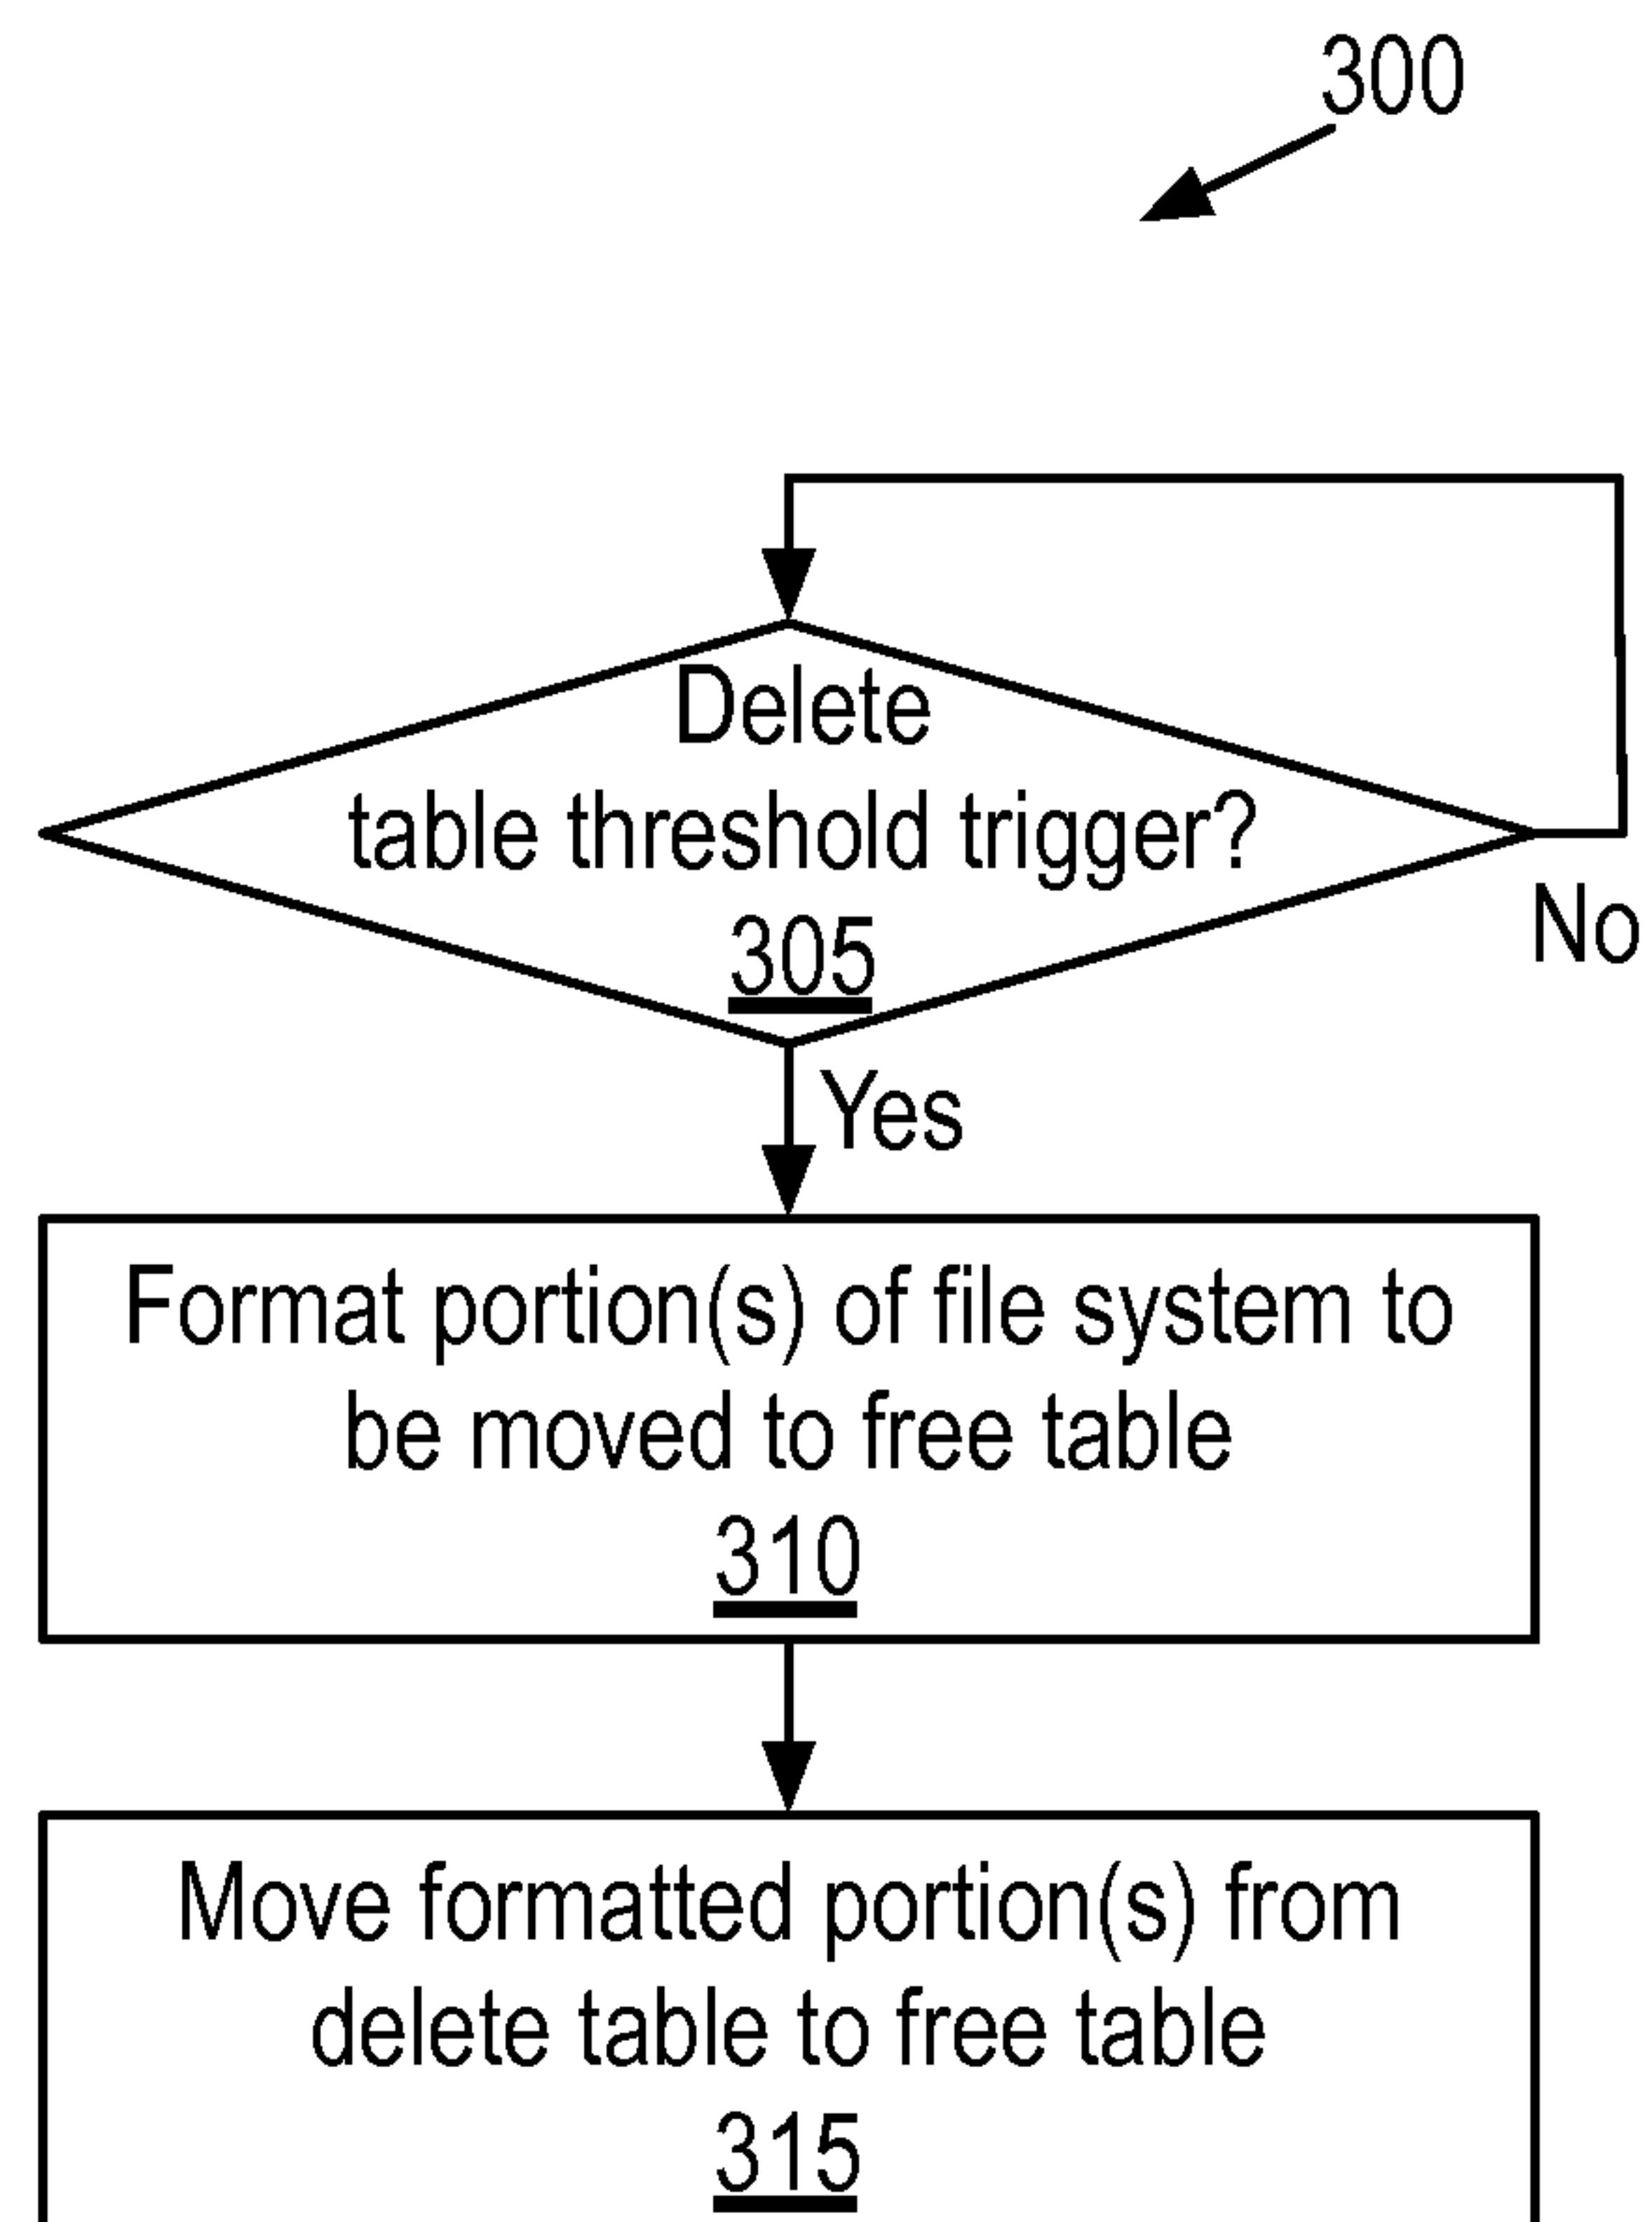 300
Delete
table threshold trigger?
305
No
Yes
Format portion(s) of file system to
be moved to free table
310
Move formatted portion(s) from
delete table to free table
315